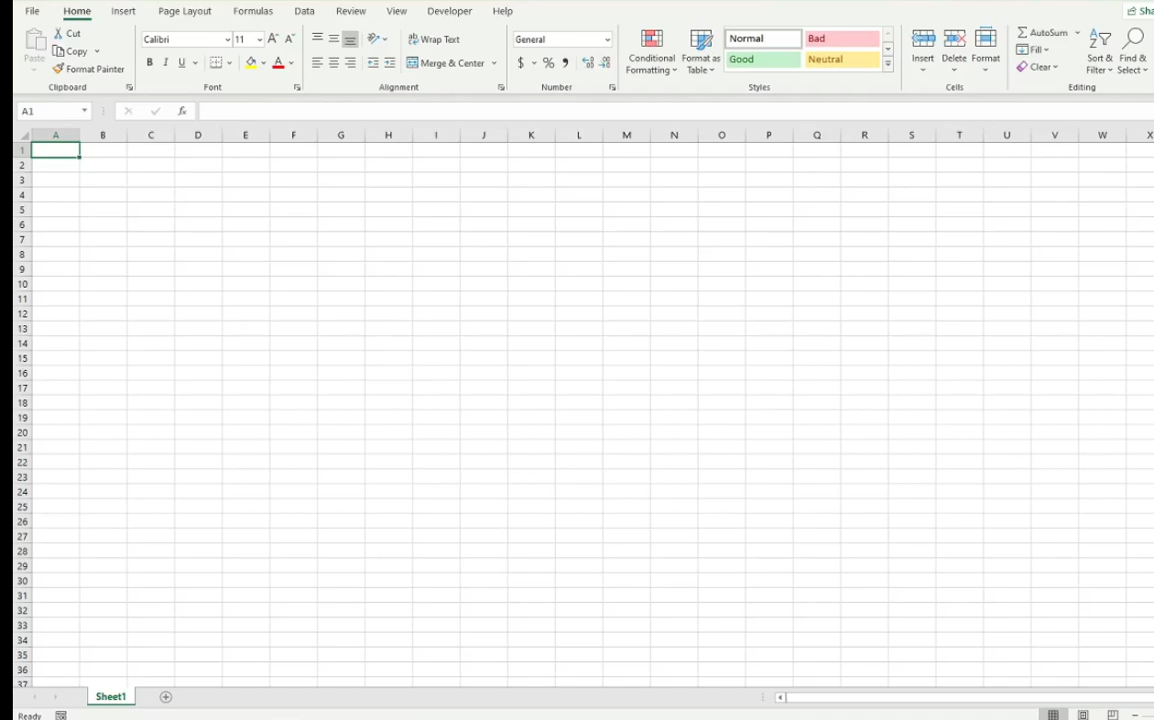 File Home Insert Page Layout Formulas Data Review View Developer Help
Cut
Copy
Format Painter
Paste
Clipboard
Calibri 11
B I U A
Font
Wrap Text
Merge & Center
Alignment
General
$ % ,
Number
Conditional Formatting
Format as Table
Normal Bad
Good Neutral
Styles
Insert Delete Format
Cells
AutoSum
Fill
Clear
Sort & Filter
Find & Select
Editing
A1 fx
A B C D E F G H I J K L M N O P Q R S T U V W X
1
2
3
4
5
6
7
8
9
10
11
12
13
14
15
16
17
18
19
20
21
22
23
24
25
26
27
28
29
30
31
32
33
34
35
36
37
Sheet1
Ready